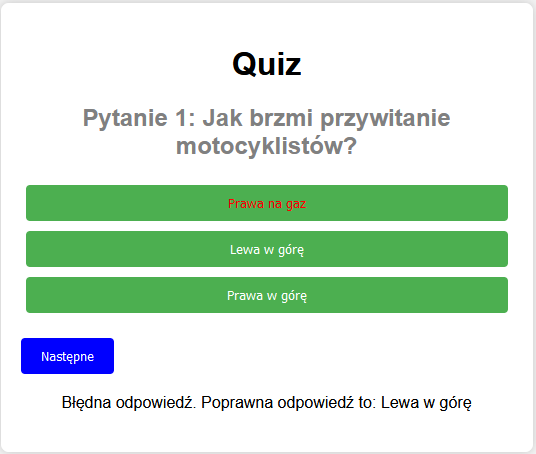 Quiz
Pytanie 1: Jak brzmi przywitanie
motocyklistów?
Prawa na gaz
Lewa w górę
Prawa w górę
Następne
Błędna odpowiedź. Poprawna odpowiedź to: Lewa w górę